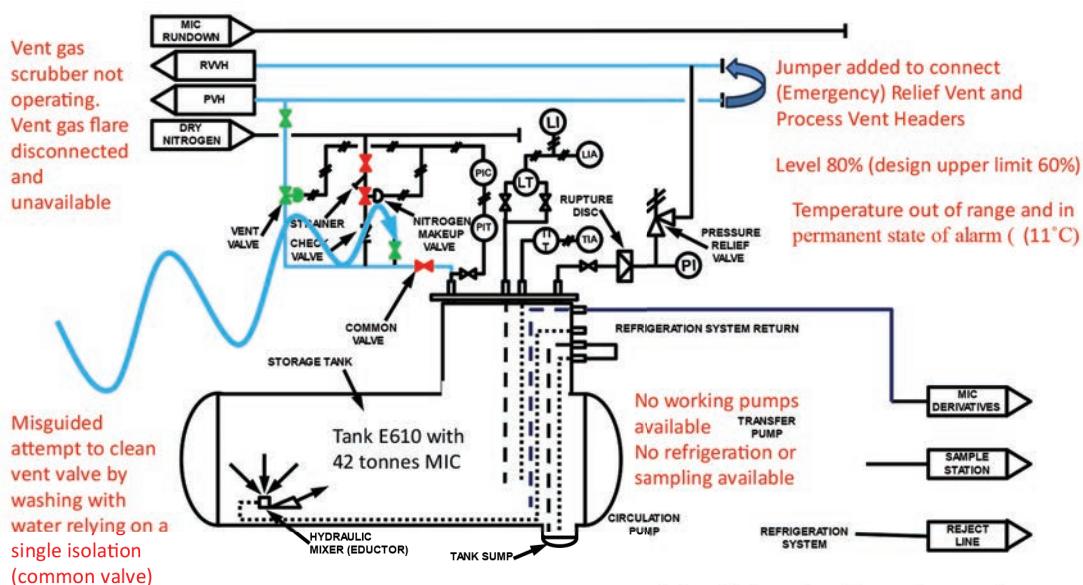 MIC
RUNDOWN
RVVH
PVH
DRY
NITROGEN
Vent gas
scrubber not
operating.
Vent gas flare
disconnected
and
unavailable
Jumper added to connect
(Emergency) Relief Vent and
Process Vent Headers
Level 80% (design upper limit 60%)
Temperature out of range and in
permanent state of alarm ( (11°C)
LI
LIA
LT
PIC
PIT
TI
T
TIA
PI
RUPTURE
DISC
PRESSURE
RELIEF
VALVE
STRAINER
VENT
VALVE
CHECK
VALVE
NITROGEN
MAKEUP
VALVE
COMMON
VALVE
STORAGE TANK
REFRIGERATION SYSTEM RETURN
Misguided
attempt to clean
vent valve by
washing with
water relying on a
single isolation
(common valve)
Tank E610 with
42 tonnes MIC
No working pumps
available
TRANSFER
PUMP
No refrigeration or
sampling available
MIC
DERIVATIVES
SAMPLE
STATION
CIRCULATION
PUMP
REFRIGERATION
SYSTEM
REJECT
LINE
HYDRAULIC
MIXER (EDUCTOR)
TANK SUMP